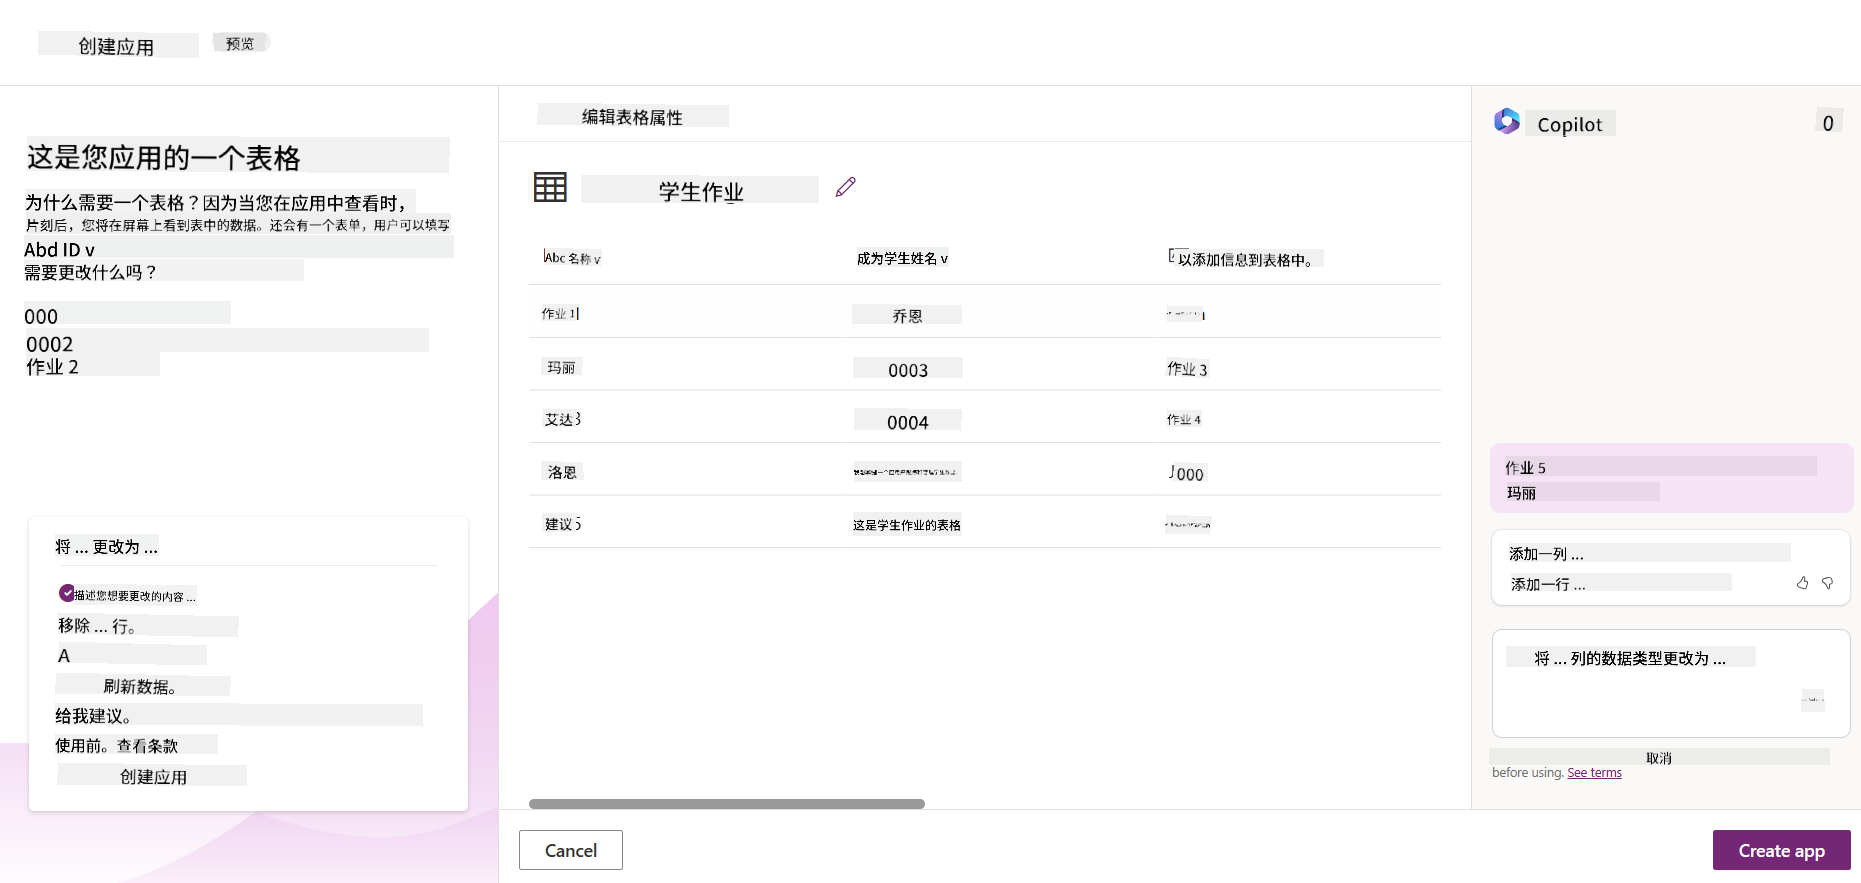 创建应用
预览
这是您应用的一个表格
为什么需要一个表格？因为当您在应用中查看时，
片刻后，您将在屏幕上看到表中的数据。还会有一个表单，用户可以填写
Abd ID v
需要更改什么吗？
000
0002
作业 2
将 ... 更改为 ...
描述您想要更改的内容 ...
移除 ... 行。
A
刷新数据。
给我建议。
使用前。查看条款
创建应用
编辑表格属性
学生作业
Abc 名称 v
成为学生姓名 v
以添加信息到表格中。
作业 1
乔恩
玛丽
0003
作业 3
艾达
0004
作业 4
洛恩
000
建议
这是学生作业的表格
Cancel
Copilot
0
作业 5
玛丽
添加一列 ...
添加一行 ...
将 ... 列的数据类型更改为 ...
取消
before using. See terms
Create app